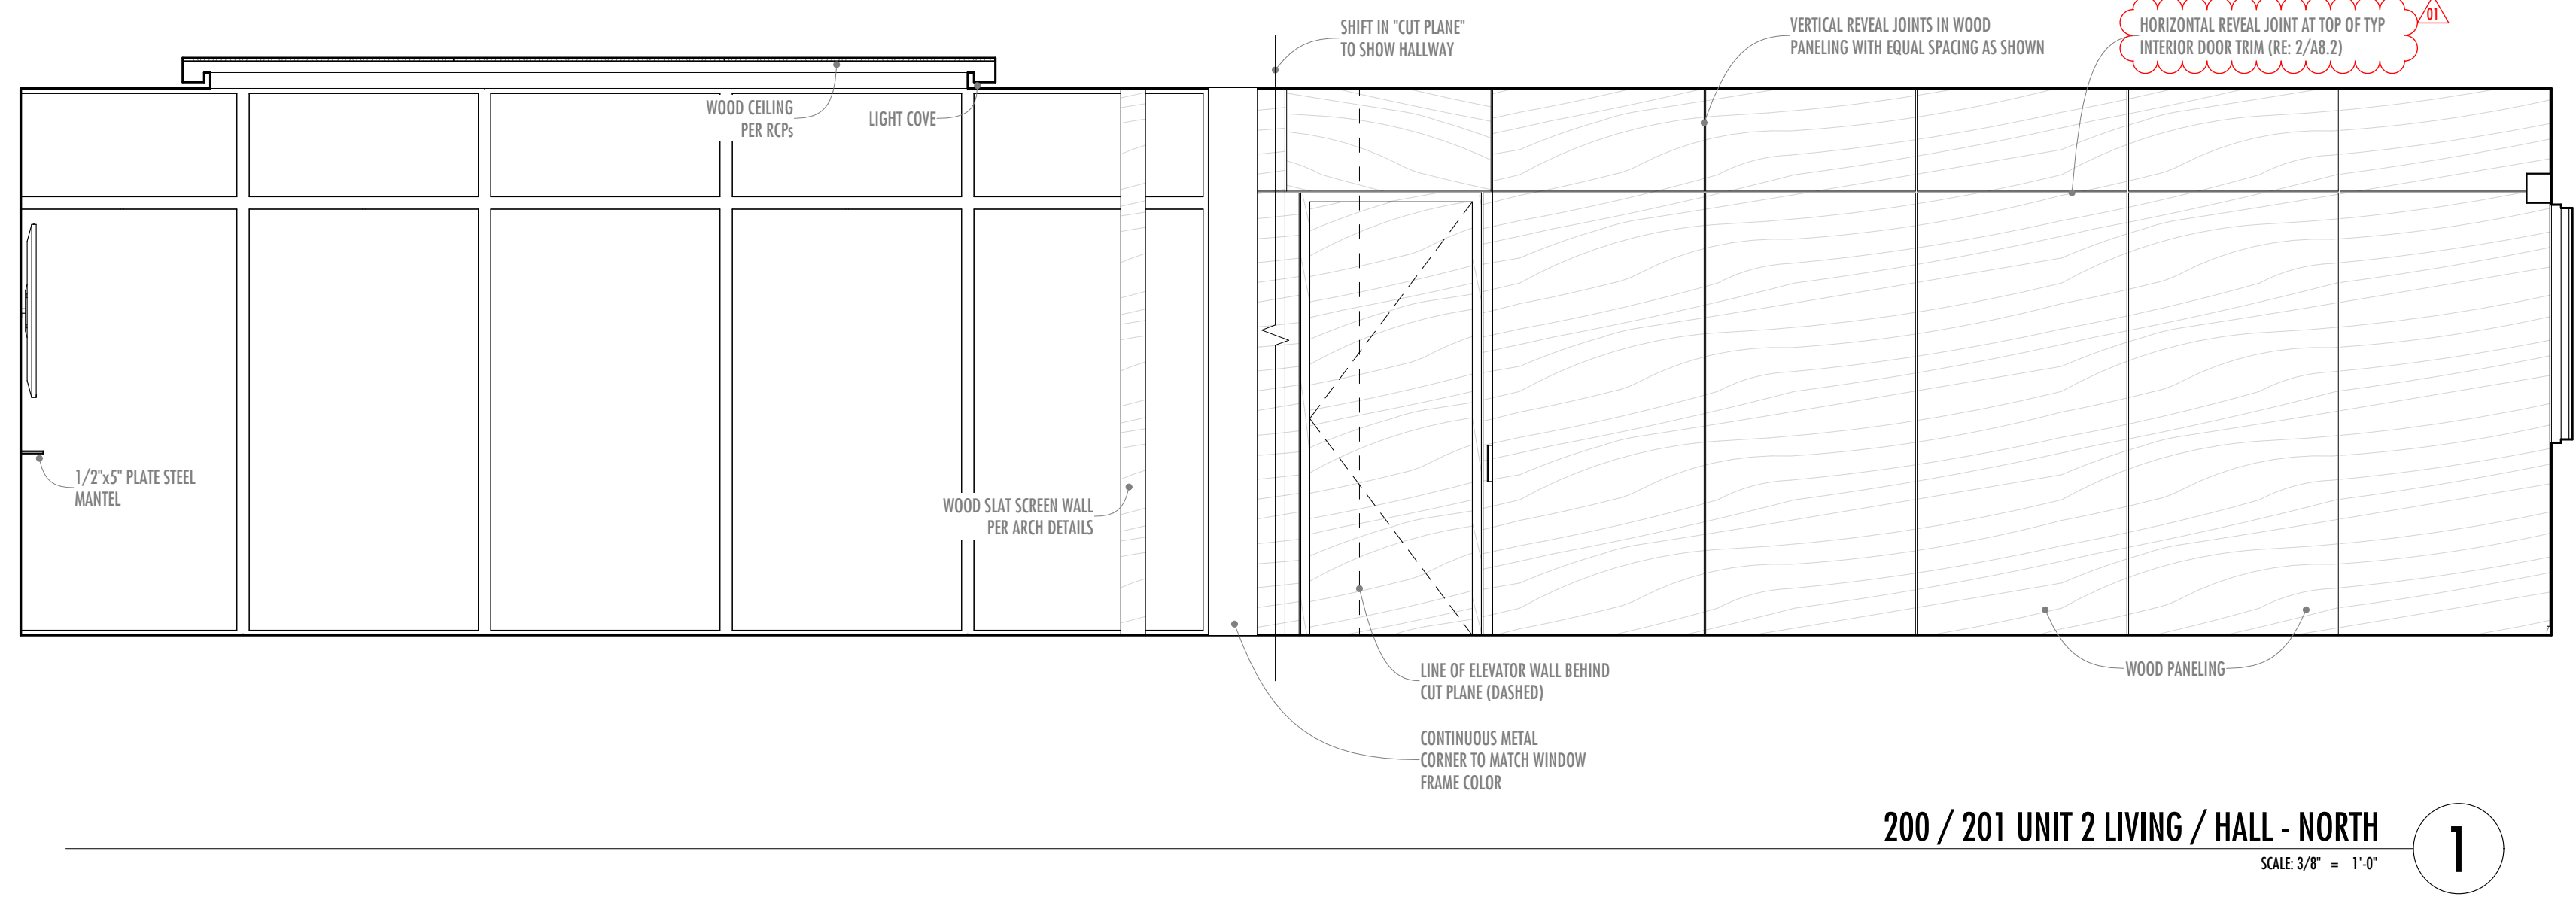 SHIFT IN "CUT PLANE"
TO SHOW HALLWAY
VERTICAL REVEAL JOINTS IN WOOD
PANELING WITH EQUAL SPACING AS SHOWN
HORIZONTAL REVEAL JOINT AT TOP OF TYP
INTERIOR DOOR TRIM (RE: 2/A8.2)
01
WOOD CEILING
PER RCPs
LIGHT COVE
1/2"x5" PLATE STEEL
MANTEL
WOOD SLAT SCREEN WALL
PER ARCH DETAILS
LINE OF ELEVATOR WALL BEHIND
CUT PLANE (DASHED)
WOOD PANELING
CONTINUOUS METAL
CORNER TO MATCH WINDOW
FRAME COLOR
200 / 201 UNIT 2 LIVING / HALL - NORTH
1
SCALE: 3/8" = 1'-0"